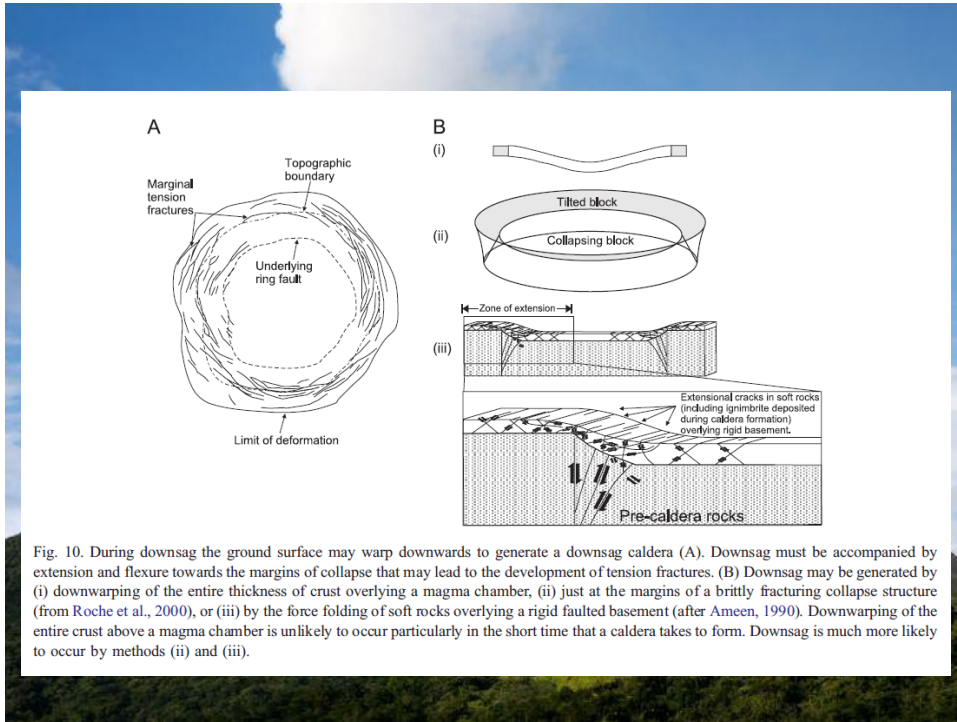 A
Marginal
tension
fractures
Topographic
boundary
Underlying
ring fault
Limit of deformation
B
(i)
(ii)
Tilted block
Collapsing block
Zone of extension
(iii)
Extensional cracks in soft rocks
(including ignimbrite deposited
during caldera formation)
overlying rigid basement.
Pre-caldera rocks
Fig. 10. During downsag the ground surface may warp downwards to generate a downsag caldera (A). Downsag must be accompanied by
extension and flexure towards the margins of collapse that may lead to the development of tension fractures. (B) Downsag may be generated by
(i) downwarping of the entire thickness of crust overlying a magma chamber, (ii) just at the margins of a brittly fracturing collapse structure
(from Roche et al., 2000), or (iii) by the force folding of soft rocks overlying a rigid faulted basement (after Ameen, 1990). Downwarping of the
entire crust above a magma chamber is unlikely to occur particularly in the short time that a caldera takes to form. Downsag is much more likely
to occur by methods (ii) and (iii).